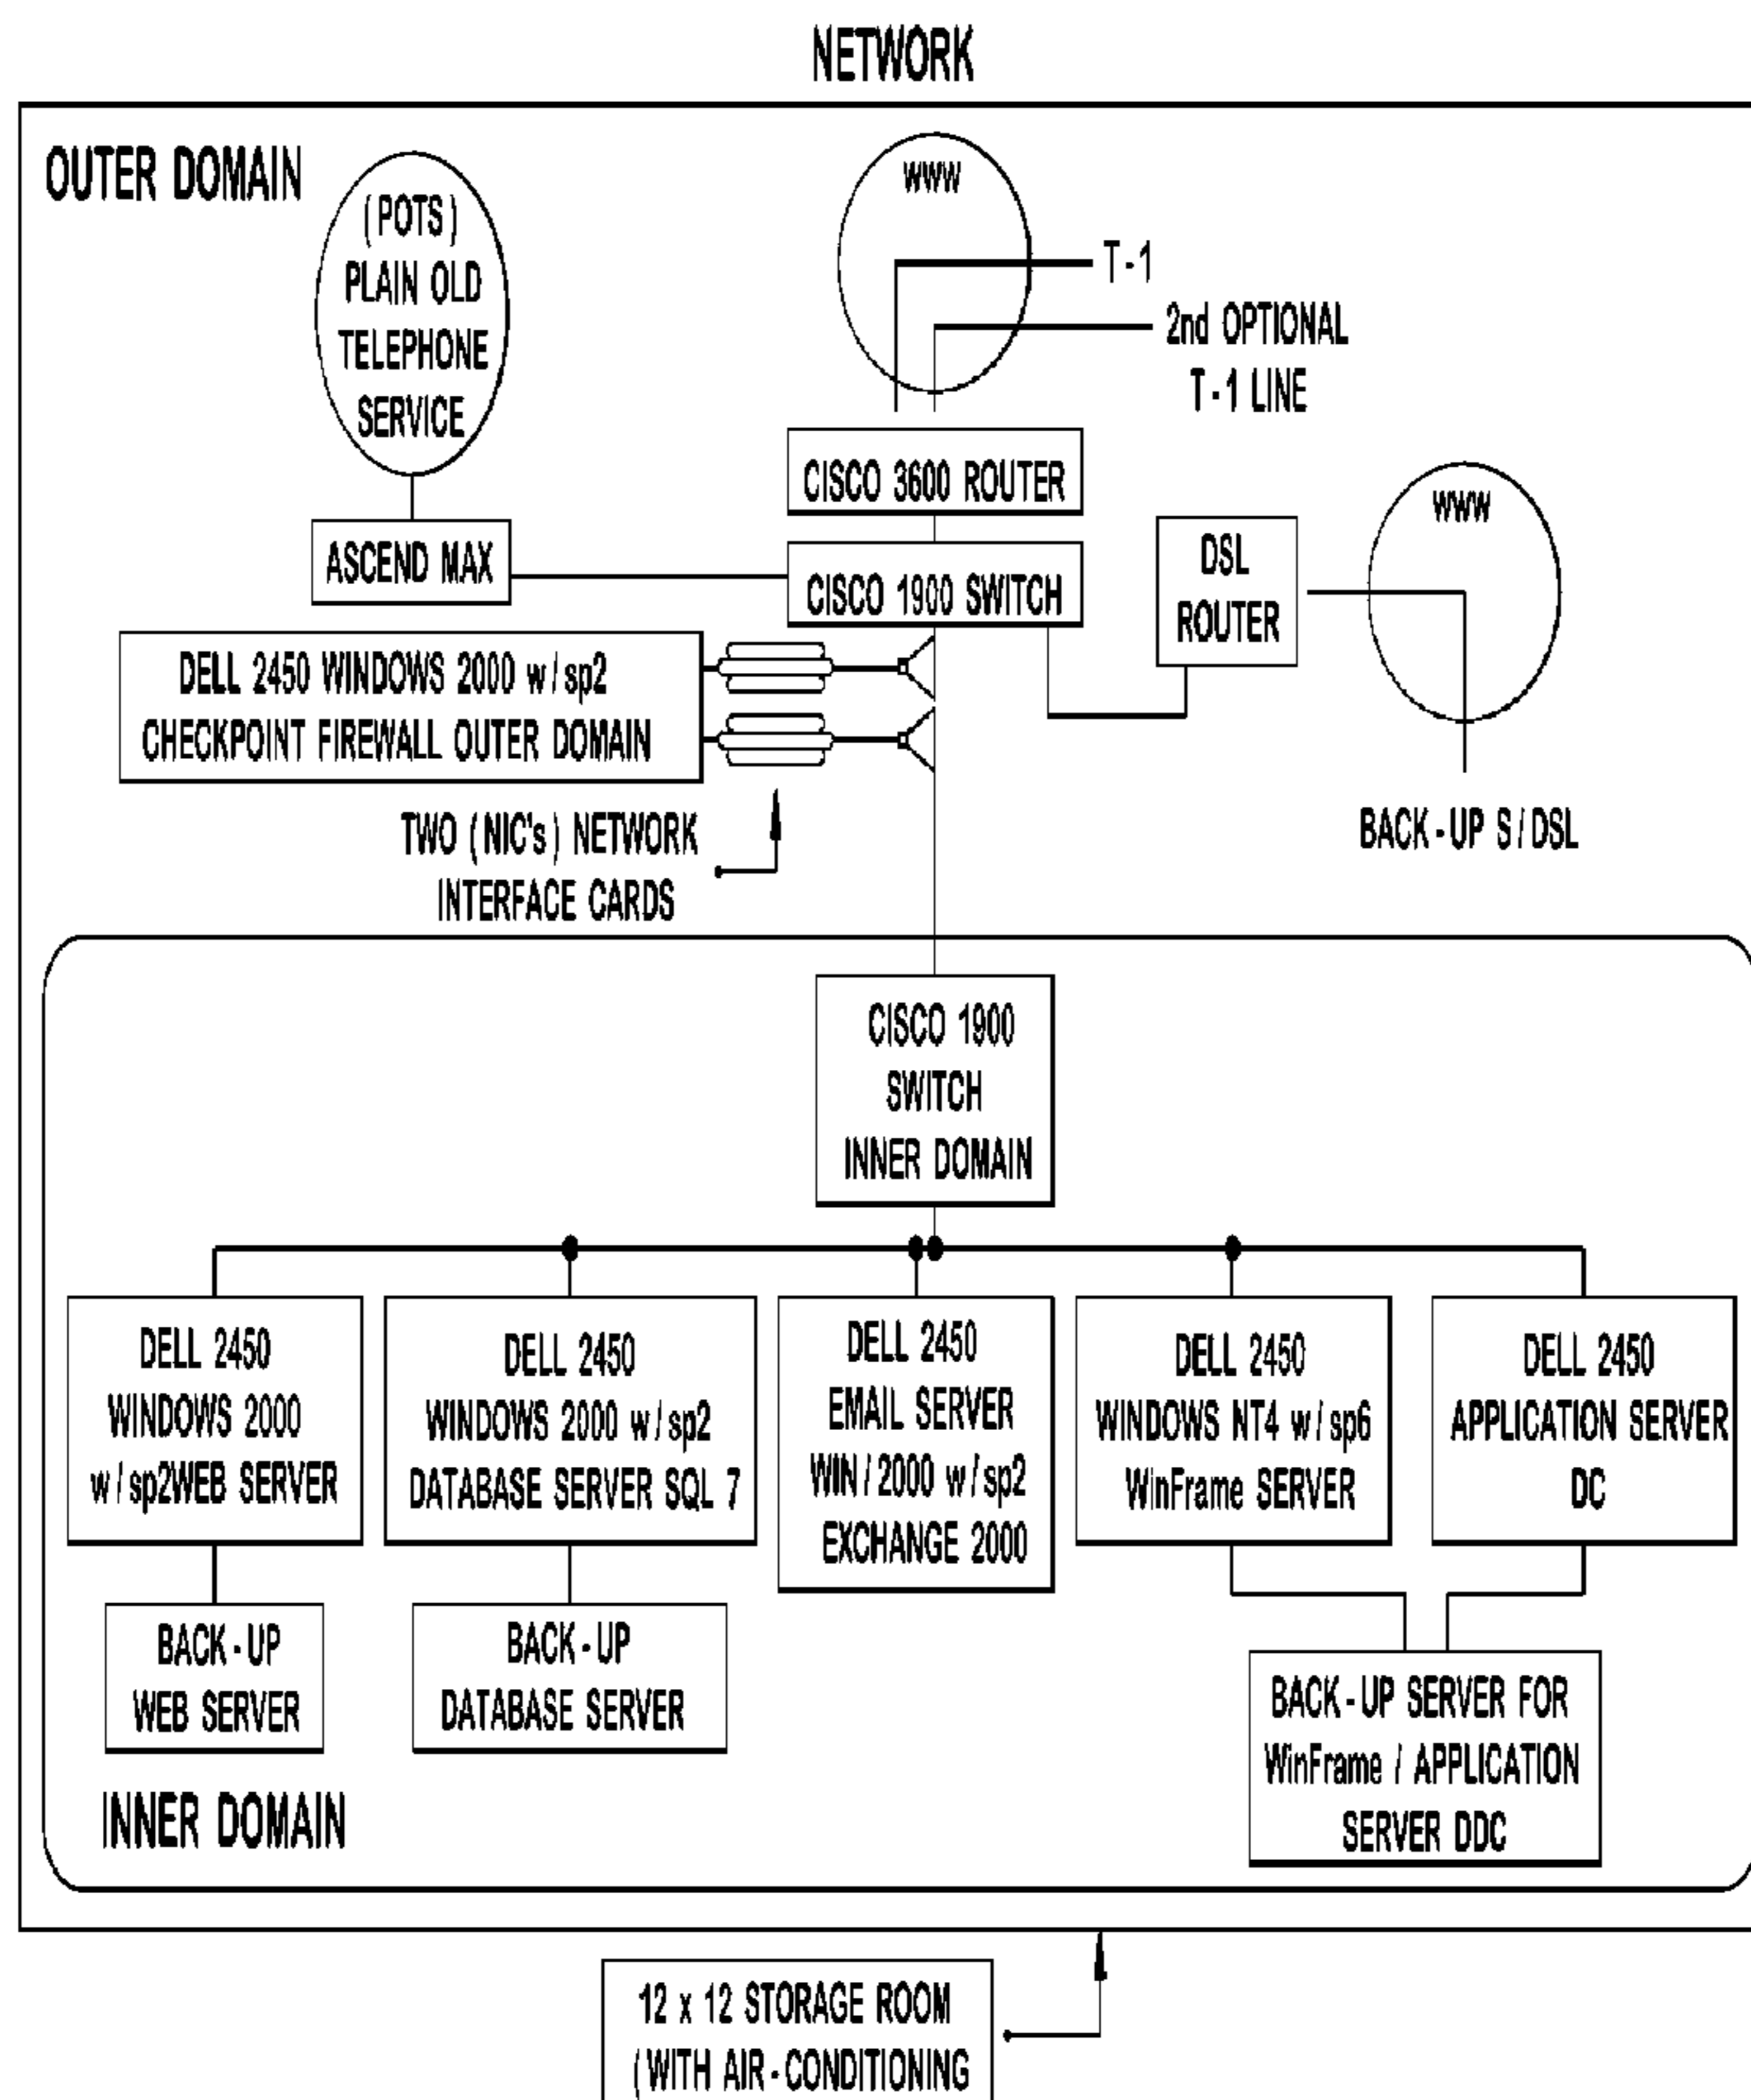 NETWORK
OUTER DOMAIN
(POTS)
PLAIN OLD
TELEPHONE
SERVICE
WWW
T-1
2nd OPTIONAL
T-1 LINE
CISCO 3600 ROUTER
WWW
ASCEND MAX
CISCO 1900 SWITCH
DSL
ROUTER
DELL 2450 WINDOWS 2000 w/sp2
CHECKPOINT FIREWALL OUTER DOMAIN
TWO (NIC's) NETWORK
INTERFACE CARDS
BACK-UP S/DSL
CISCO 1900
SWITCH
INNER DOMAIN
DELL 2450
WINDOWS 2000
w/sp2WEB SERVER
DELL 2450
WINDOWS 2000 w/sp2
DATABASE SERVER SQL 7
DELL 2450
EMAIL SERVER
WIN/2000 w/sp2
EXCHANGE 2000
DELL 2450
WINDOWS NT4 w/sp6
WinFrame SERVER
DELL 2450
APPLICATION SERVER
DC
BACK-UP
WEB SERVER
BACK-UP
DATABASE SERVER
BACK-UP SERVER FOR
WinFrame / APPLICATION
SERVER DDC
INNER DOMAIN
12 x 12 STORAGE ROOM
(WITH AIR-CONDITIONING